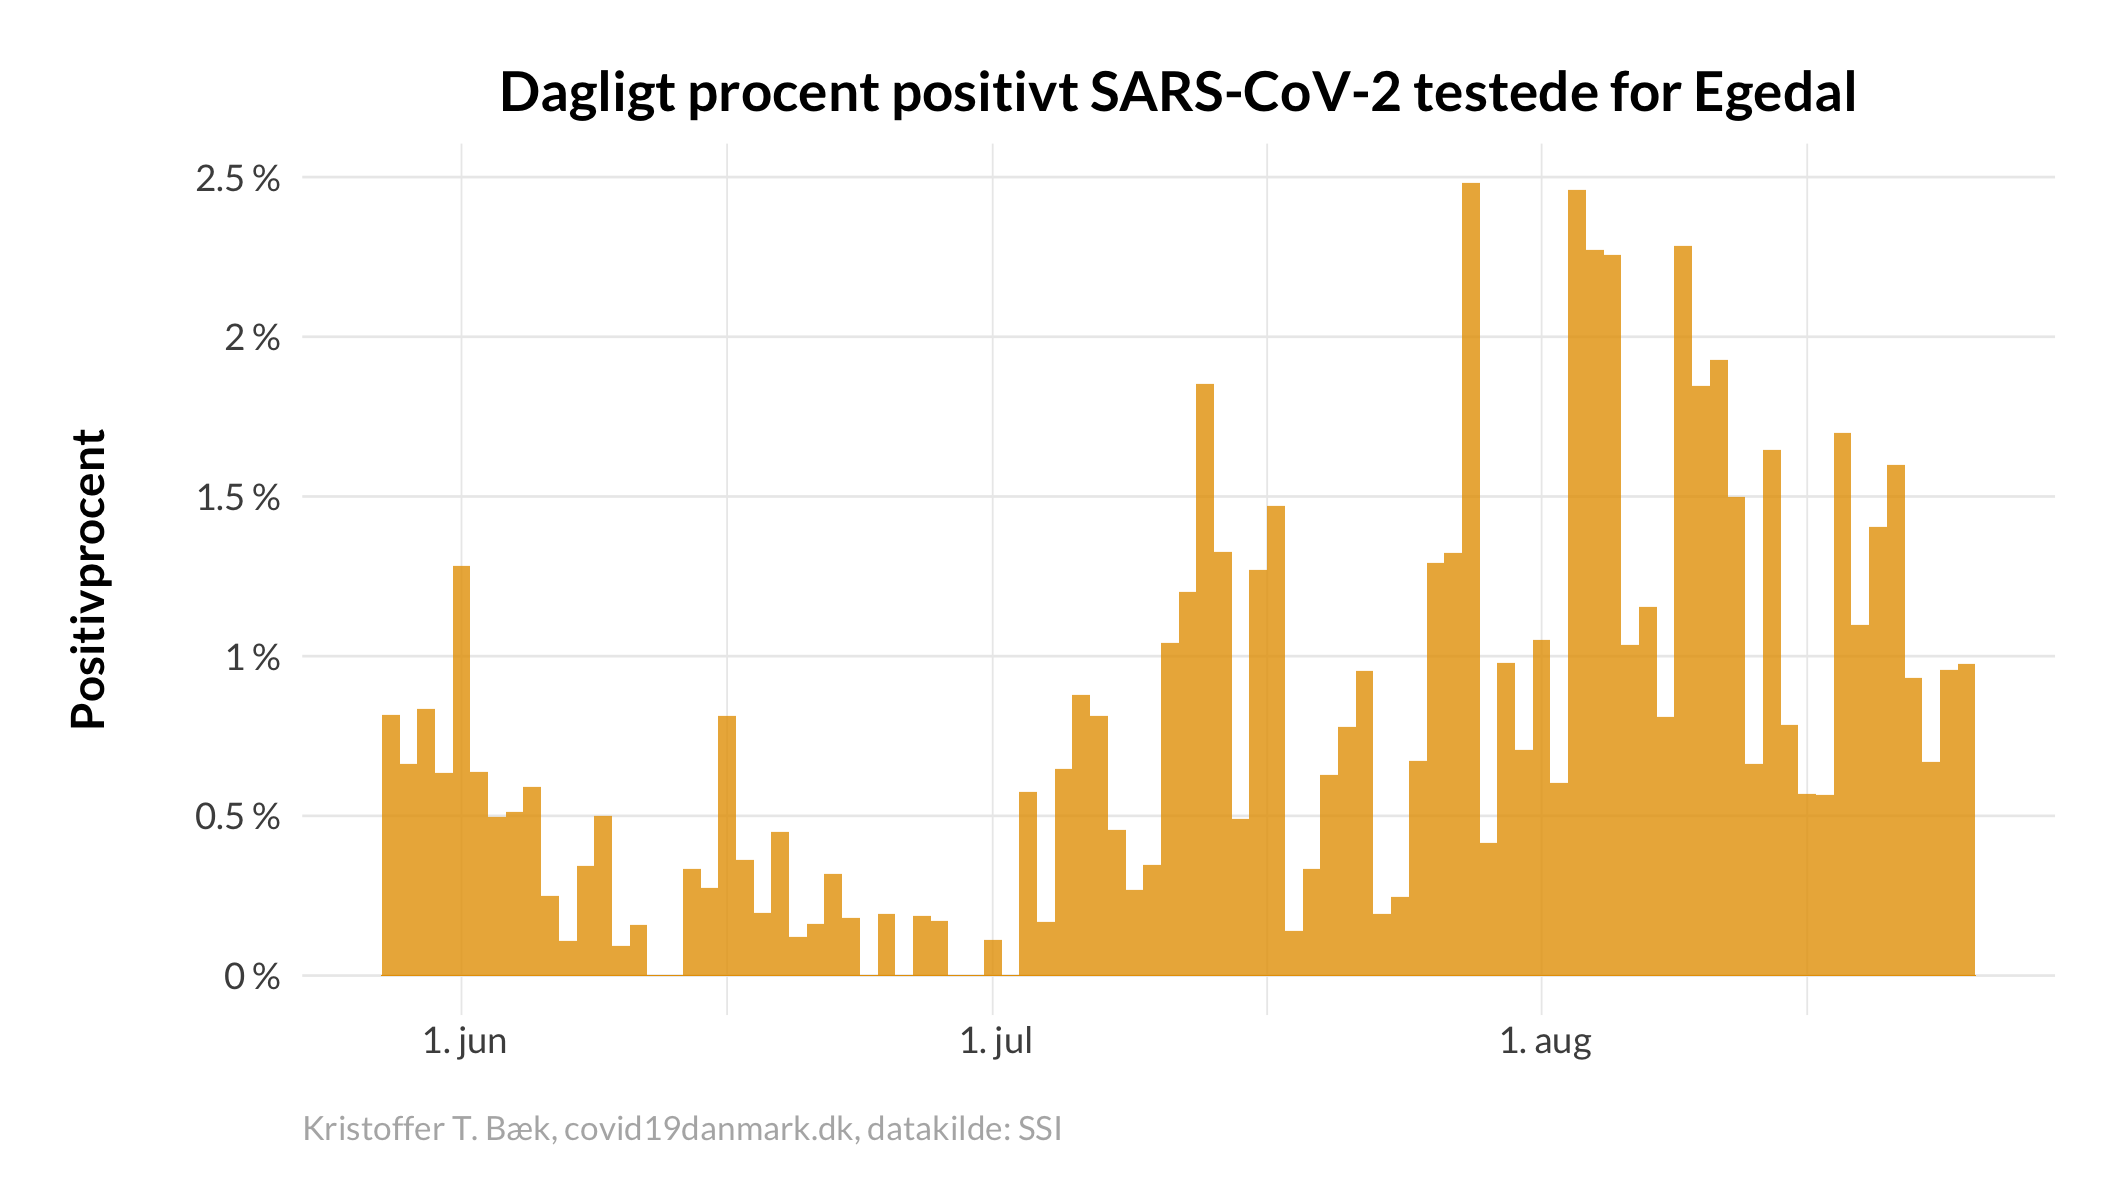 Dagligt procent positivt SARS-CoV-2 testede for Egedal
Positivprocent
2.5 %
2 %
1.5 %
1 %
0.5 %
0 %
1. jun
1. jul
1. aug
Kristoffer T. Bæk, covid19danmark.dk, datakilde: SSI